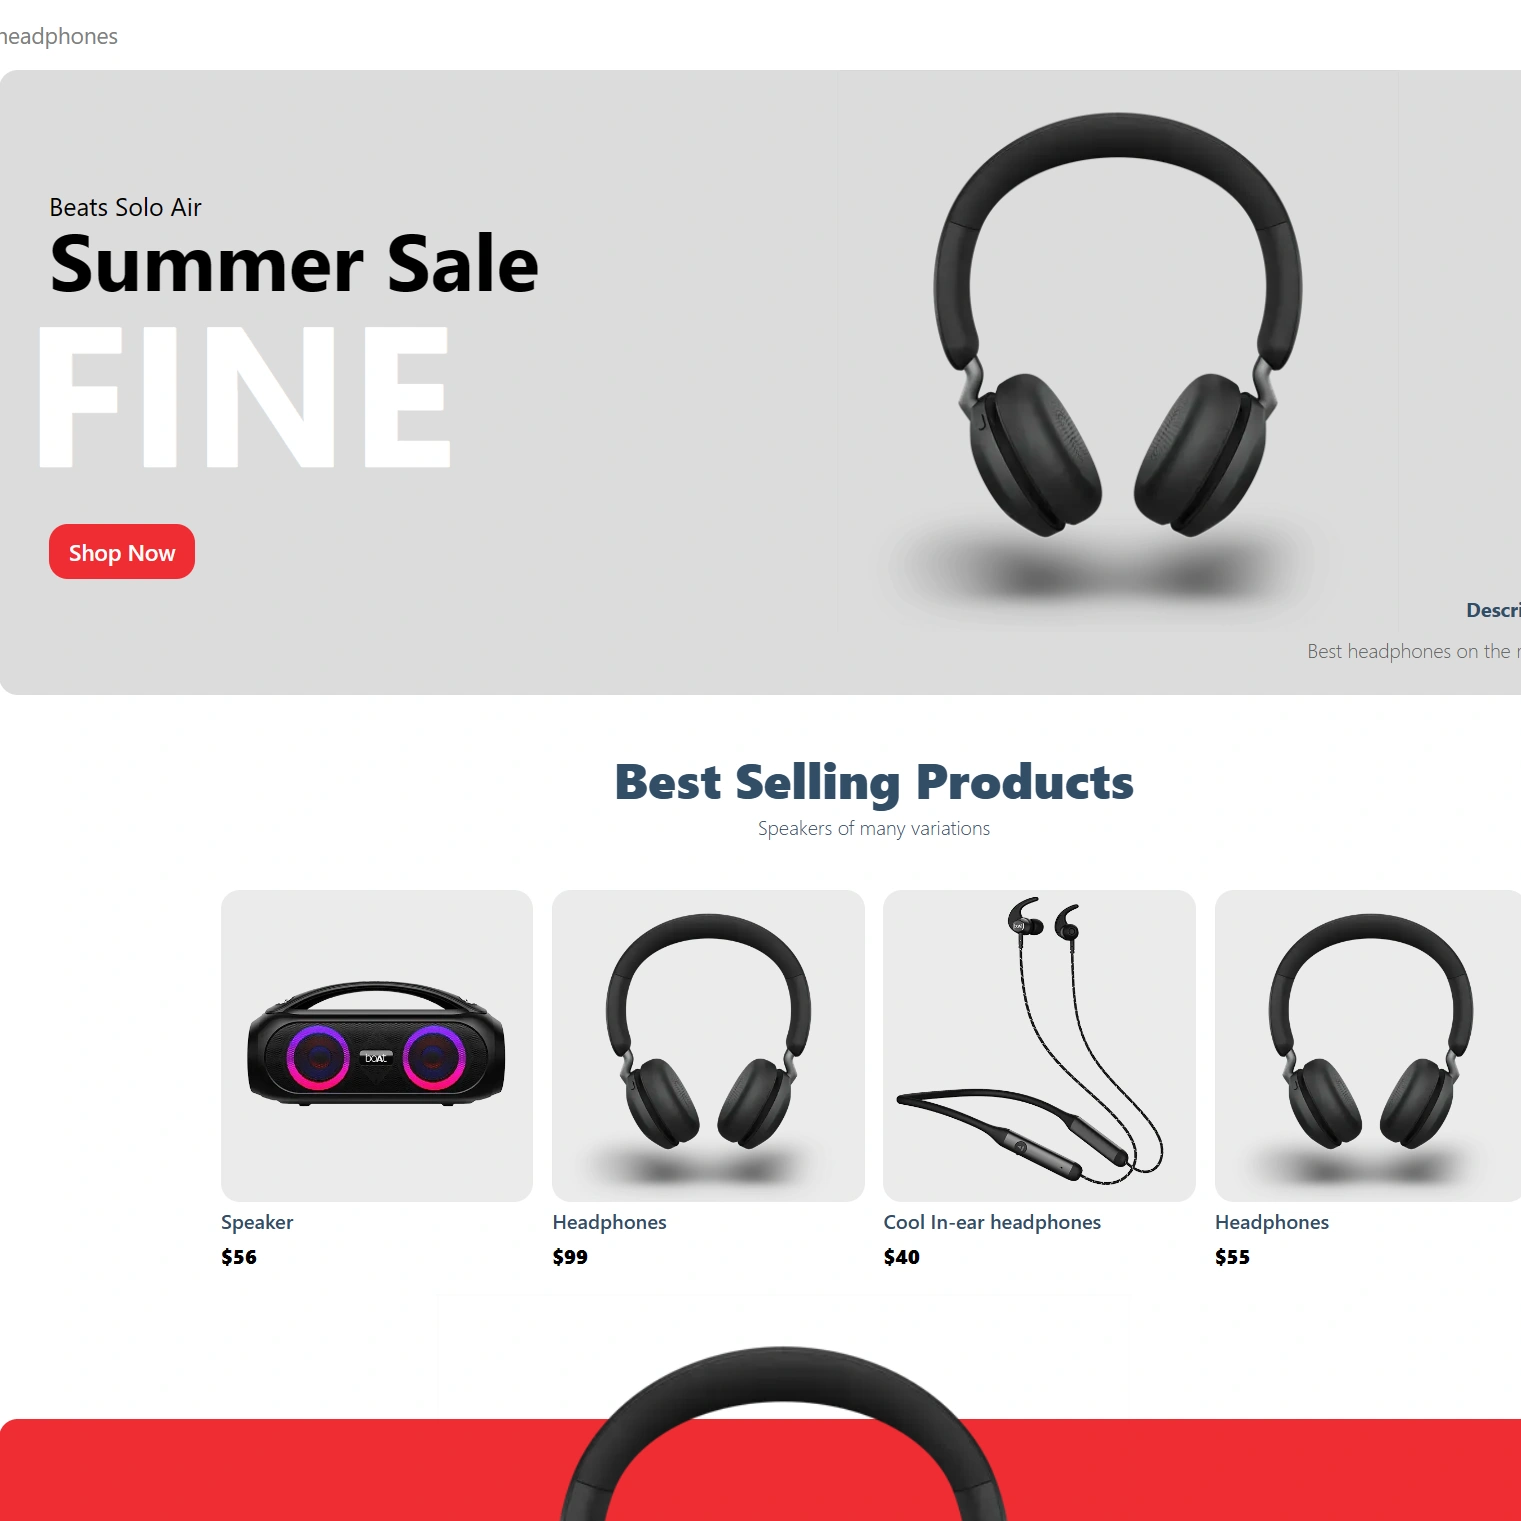 headphones
Beats Solo Air
Summer Sale
FINE
Shop Now
Descri
Best headphones on the
Best Selling Products
Speakers of many variations
boAt
Speaker
Headphones
Cool In-ear headphones
Headphones
$56
$99
$40
$55